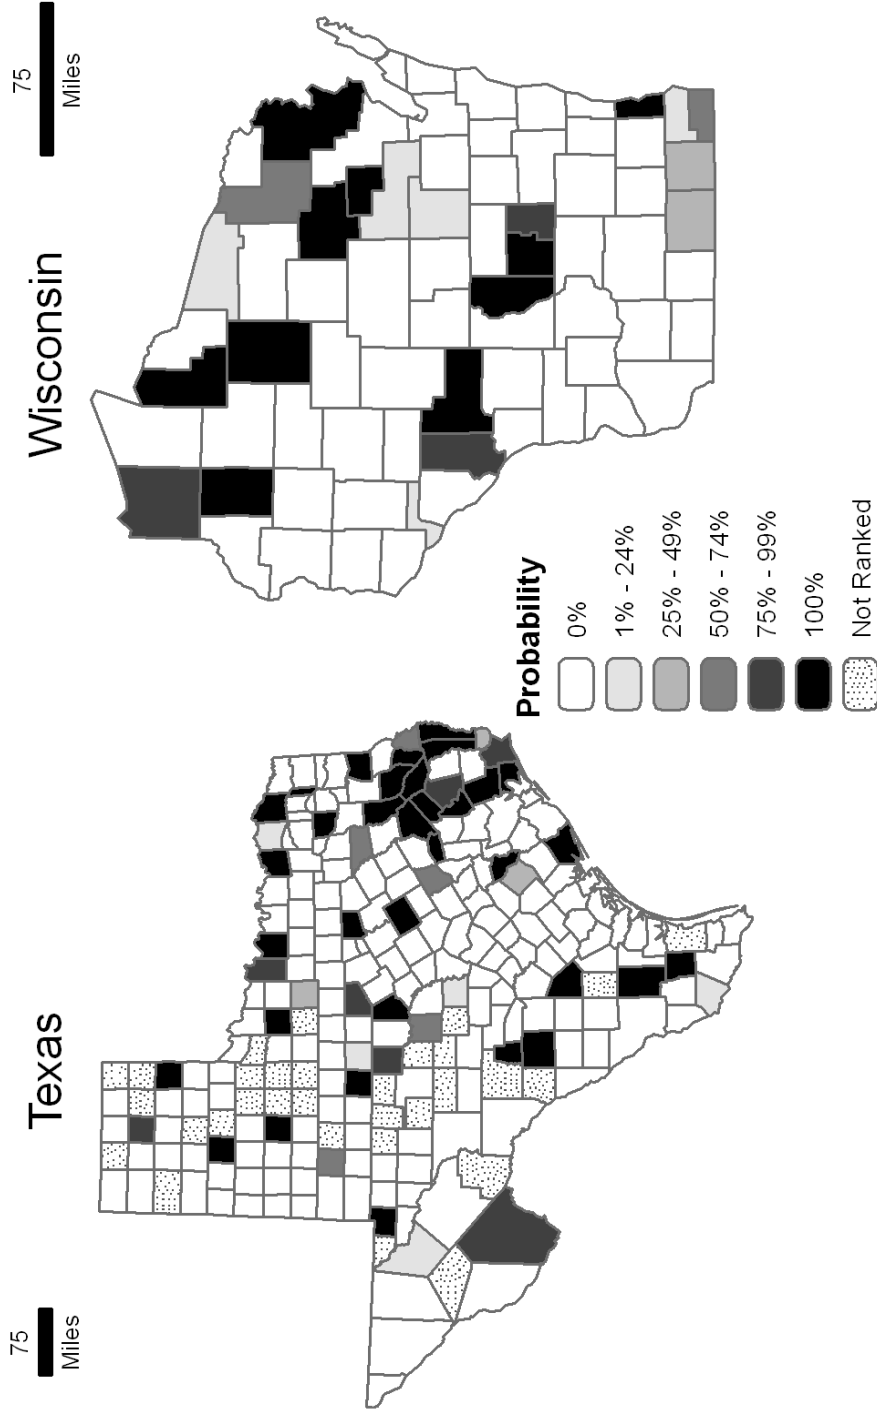 Texas
75
Miles
Wisconsin
75
Miles
Probability
0%
1% - 24%
25% - 49%
50% - 74%
75% - 99%
100%
Not Ranked